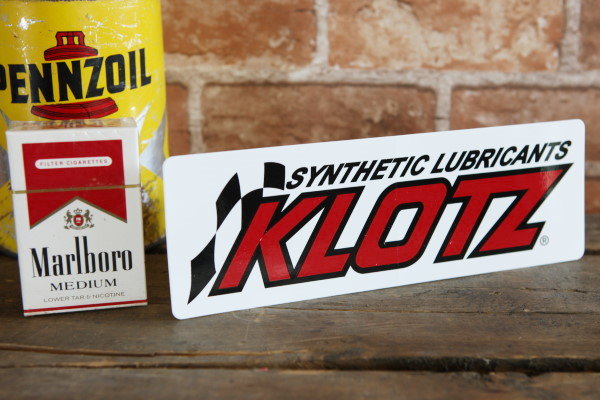 PENNZOIL
FILTER CIGARETTES
Marlboro
MEDIUM
LOWER TAR & NICOTINE
SYNTHETIC LUBRICANTS
KLOTZ®